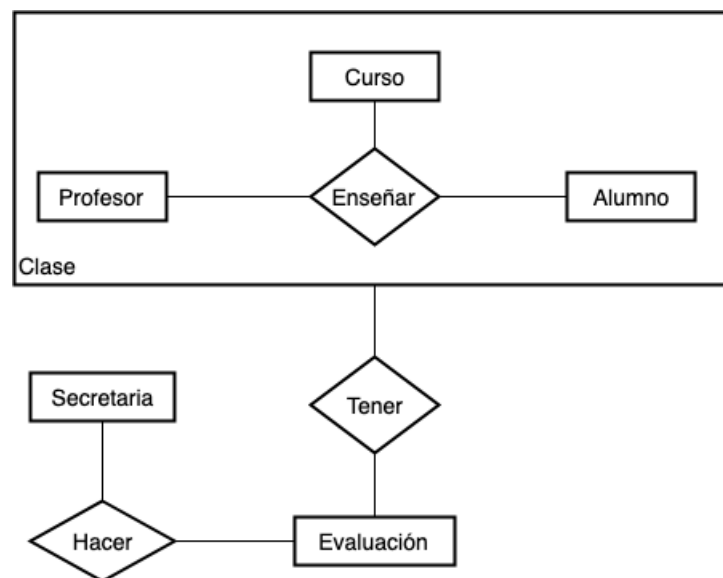 Curso
Profesor
Enseñar
Alumno
Clase
Secretaria
Tener
Hacer
Evaluación